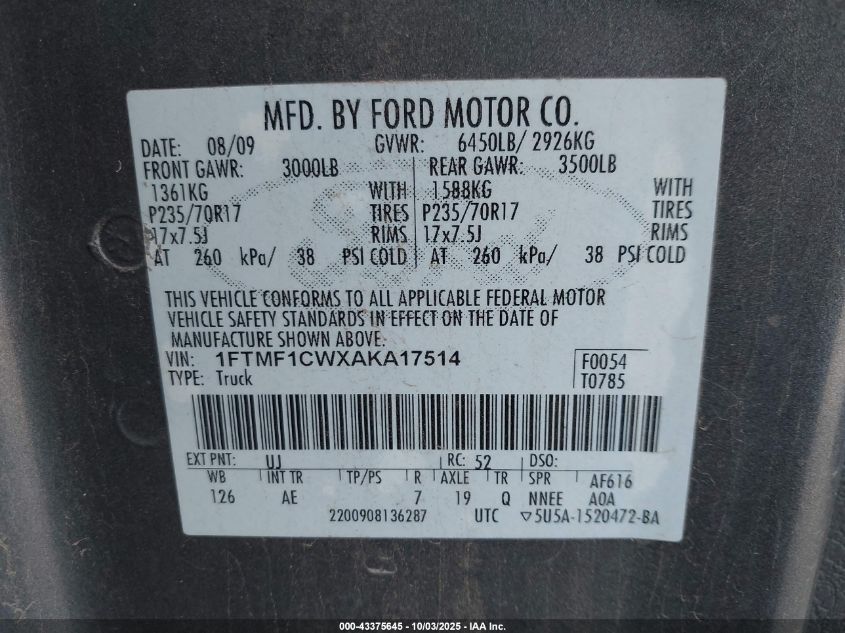 MFD. BY FORD MOTOR CO.
DATE: 08/09 GVWR: 6450LB/ 2926KG
FRONT GAWR: 3000LB REAR GAWR: 3500LB
1361KG WITH 1588KG WITH
P235/70R17 TIRES P235/70R17 TIRES
17x7.5J RIMS 17x7.5J RIMS
AT 260 kPa/ 38 PSI COLD AT 260 kPa/ 38 PSI COLD
THIS VEHICLE CONFORMS TO ALL APPLICABLE FEDERAL MOTOR
VEHICLE SAFETY STANDARDS IN EFFECT ON THE DATE OF
MANUFACTURE SHOWN ABOVE.
VIN: 1FTMF1CWXAKA17514 F0054
TYPE: Truck T0785
EXT PNT: UJ RC: 52 DSO:
WB INT TR TP/PS R AXLE TR SPR AF616
126 AE 7 19 Q NNEE AOA
2200908136287 UTC ▽5U5A-1520472-BA
000-43375645 - 10/03/2025 - IAA Inc.